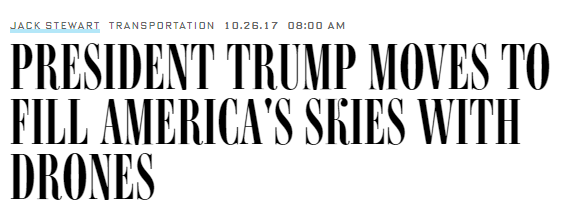 JACK STEWART TRANSPORTATION 10.26.17 08:00 AM
PRESIDENT TRUMP MOVES TO
FILL AMERICA'S SKIES WITH
DRONES